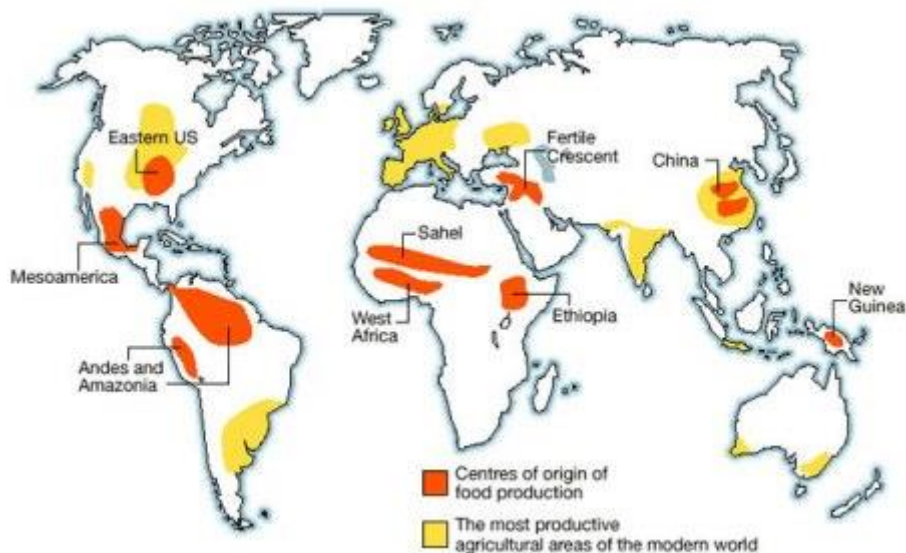 Eastern US
Fertile
Crescent
China
Sahel
Mesoamerica
New
Guinea
West
Africa
Ethiopia
Andes and
Amazonia
Centres of origin of
food production
The most productive
agricultural areas of the modern world